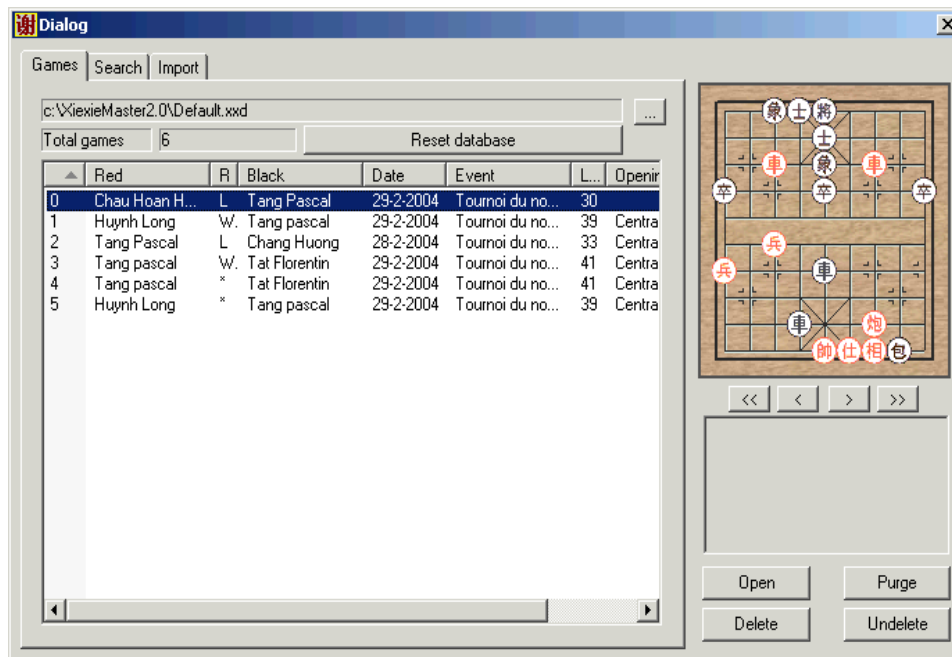 谢 Dialog
Games Search Import
c:\XiexieMaster2.0\Default.xxd ...
Total games 6 Reset database
Red R Black Date Event L... Openir
0 Chau Hoan H... L Tang Pascal 29-2-2004 Tournoi du no... 30
1 Huynh Long W. Tang pascal 29-2-2004 Tournoi du no... 39 Centra
2 Tang Pascal L Chang Huong 28-2-2004 Tournoi du no... 33 Centra
3 Tang pascal W. Tat Florentin 29-2-2004 Tournoi du no... 41 Centra
4 Tang pascal * Tat Florentin 29-2-2004 Tournoi du no... 41 Centra
5 Huynh Long * Tang pascal 29-2-2004 Tournoi du no... 39 Centra
象 士 將
士
車 象 車
卒 卒 卒
兵
兵 車
車 炮
帥 仕 相 包
<< < > >>
Open Purge
Delete Undelete